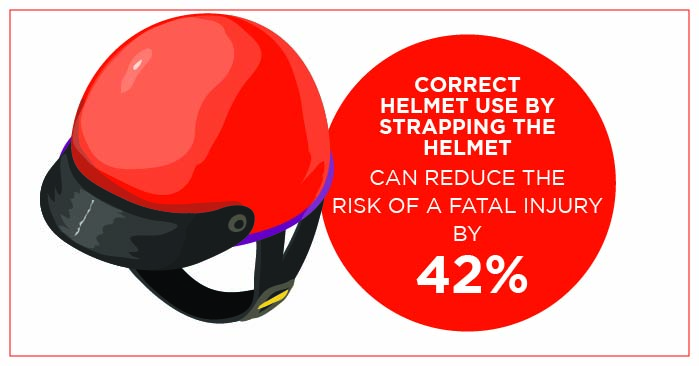 CORRECT
HELMET USE BY
STRAPPING THE
HELMET
CAN REDUCE THE
RISK OF A FATAL INJURY
BY
42%